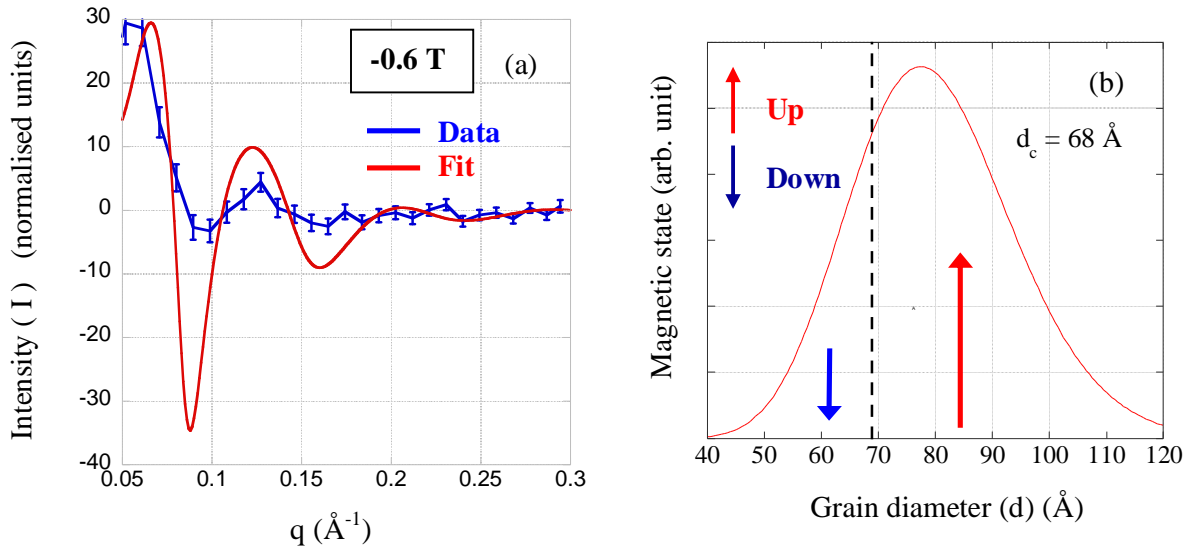 30
20
10
0
-10
-20
-30
-40
0.05 0.1 0.15 0.2 0.25 0.3
Intensity ( I ) (normalised units)
q (Å⁻¹)
-0.6 T
(a)
Data
Fit
Magnetic state (arb. unit)
(b)
Up
Down
d_c = 68 Å
40 50 60 70 80 90 100 110 120
Grain diameter (d) (Å)